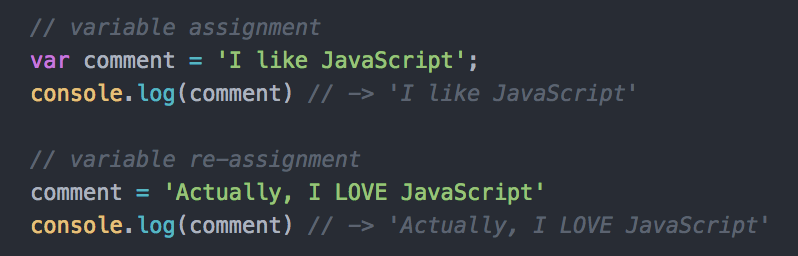 // variable assignment
var comment = 'I like JavaScript';
console.log(comment) // -> 'I like JavaScript'
// variable re-assignment
comment = 'Actually, I LOVE JavaScript'
console.log(comment) // -> 'Actually, I LOVE JavaScript'